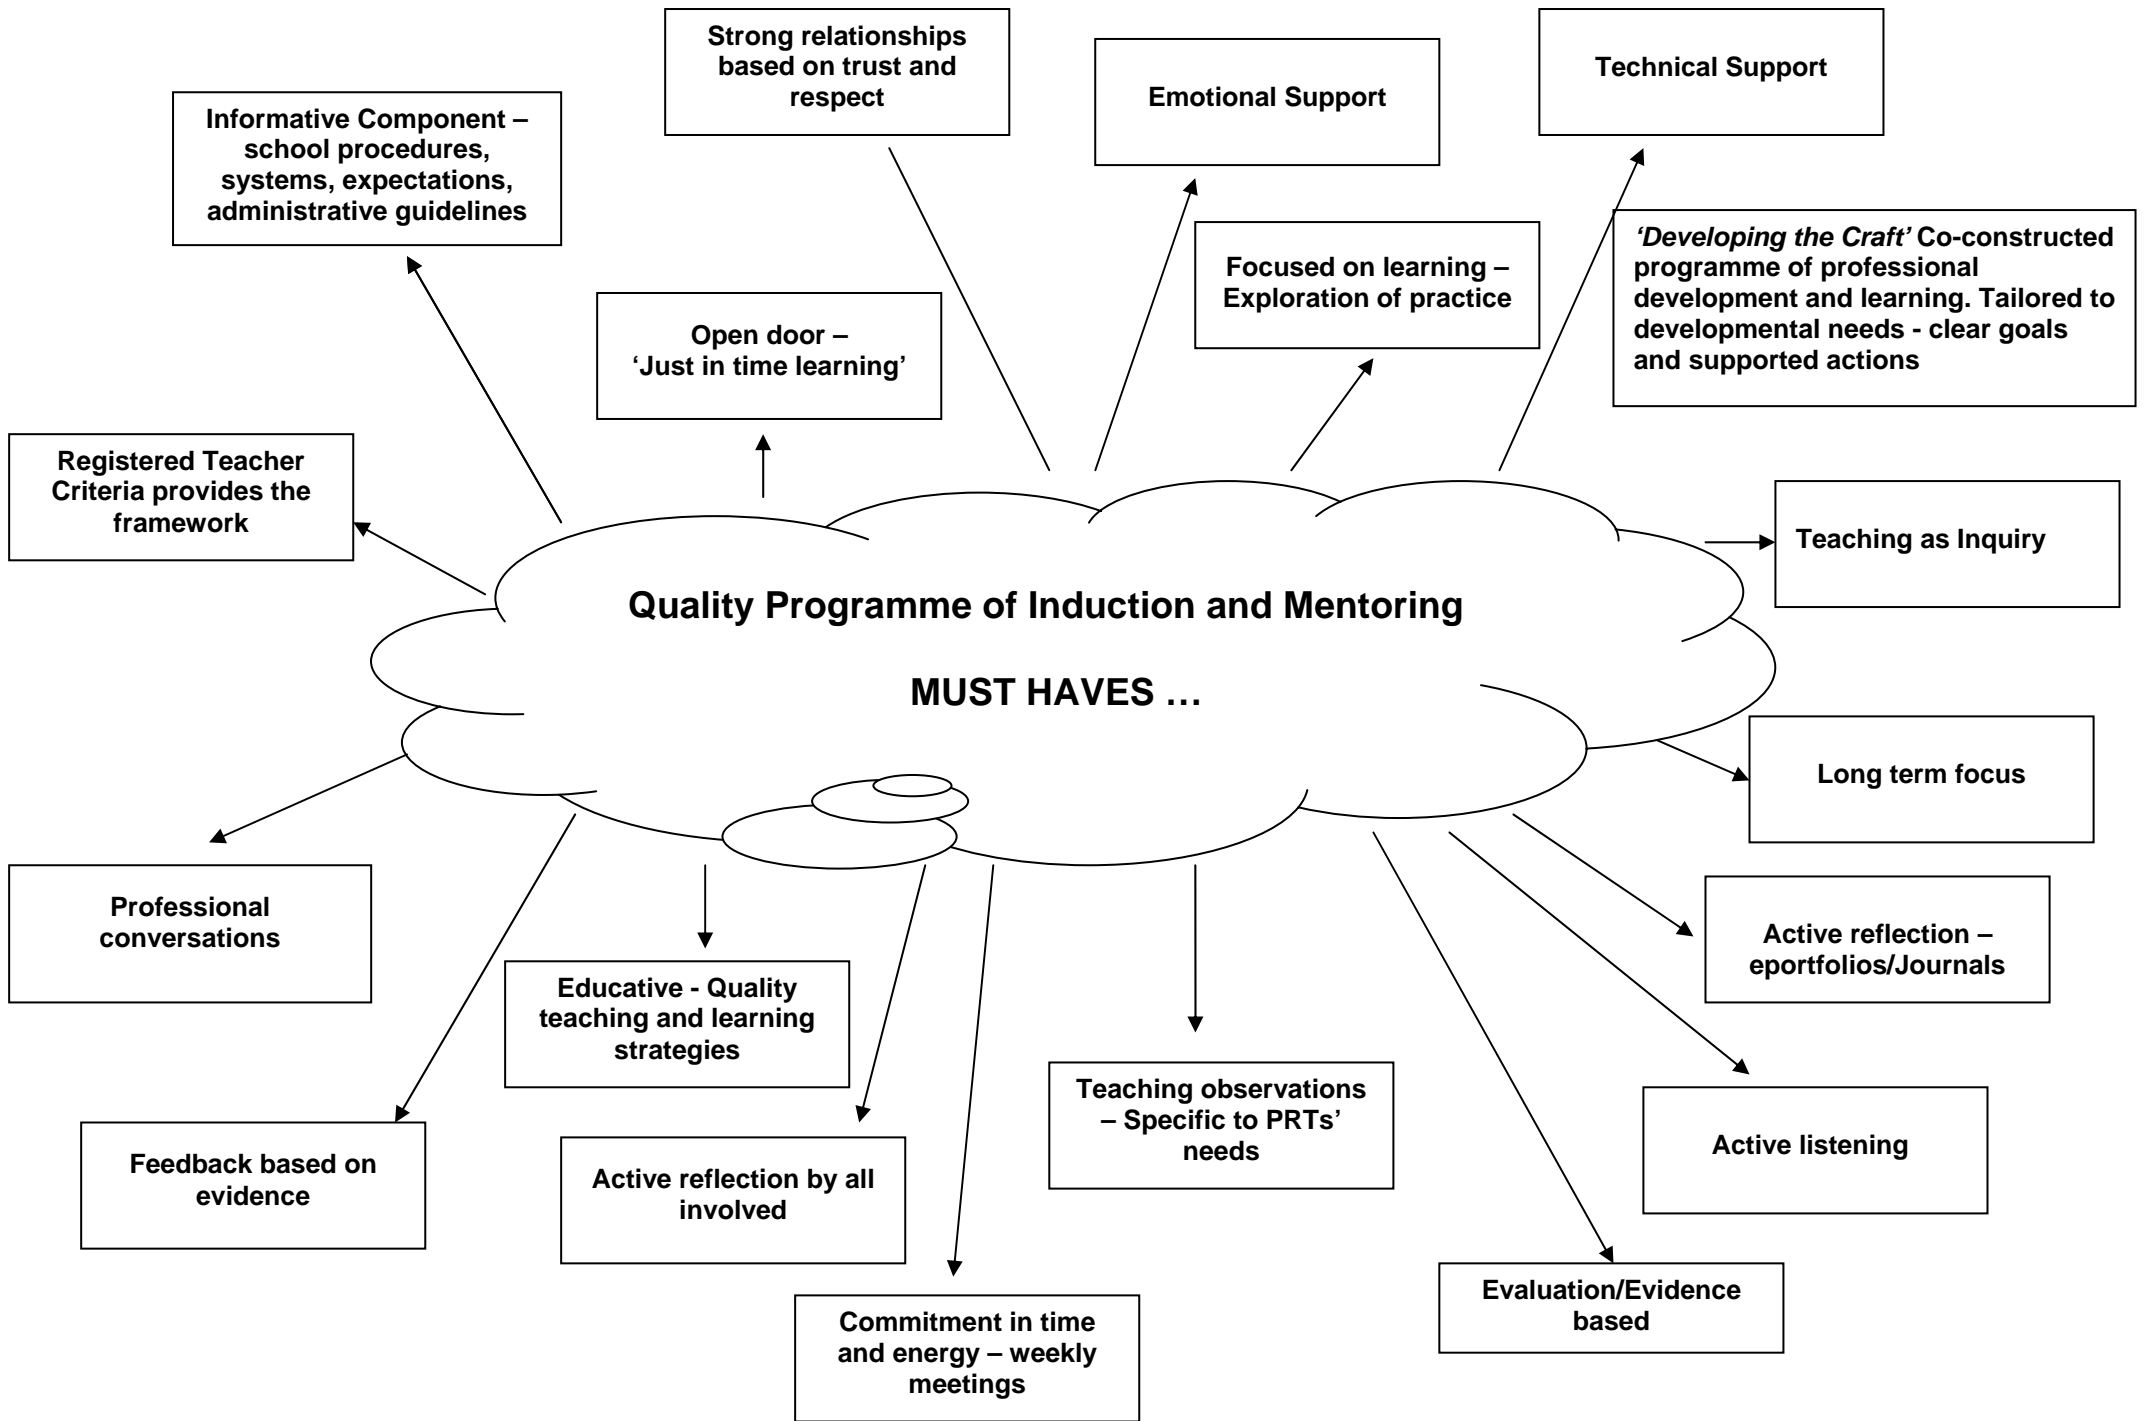 Strong relationships
based on trust and
respect
Emotional Support
Technical Support
Informative Component –
school procedures,
systems, expectations,
administrative guidelines
Open door –
‘Just in time learning’
Focused on learning –
Exploration of practice
‘Developing the Craft’ Co-constructed
programme of professional
development and learning. Tailored to
developmental needs - clear goals
and supported actions
Registered Teacher
Criteria provides the
framework
Teaching as Inquiry
Quality Programme of Induction and Mentoring
MUST HAVES …
Long term focus
Professional
conversations
Active reflection –
eportfolios/Journals
Educative - Quality
teaching and learning
strategies
Teaching observations
– Specific to PRTs’
needs
Active listening
Feedback based on
evidence
Active reflection by all
involved
Evaluation/Evidence
based
Commitment in time
and energy – weekly
meetings